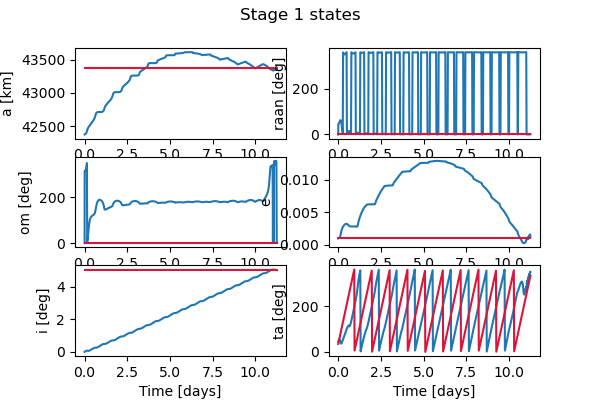 Stage 1 states
a [km]
43500
43000
42500
0.0 2.5 5.0 7.5 10.0
raan [deg]
200
0
0.0 2.5 5.0 7.5 10.0
om [deg]
200
0
0.0 2.5 5.0 7.5 10.0
e
0.010
0.005
0.000
0.0 2.5 5.0 7.5 10.0
i [deg]
4
2
0
0.0 2.5 5.0 7.5 10.0
Time [days]
ta [deg]
200
0
0.0 2.5 5.0 7.5 10.0
Time [days]